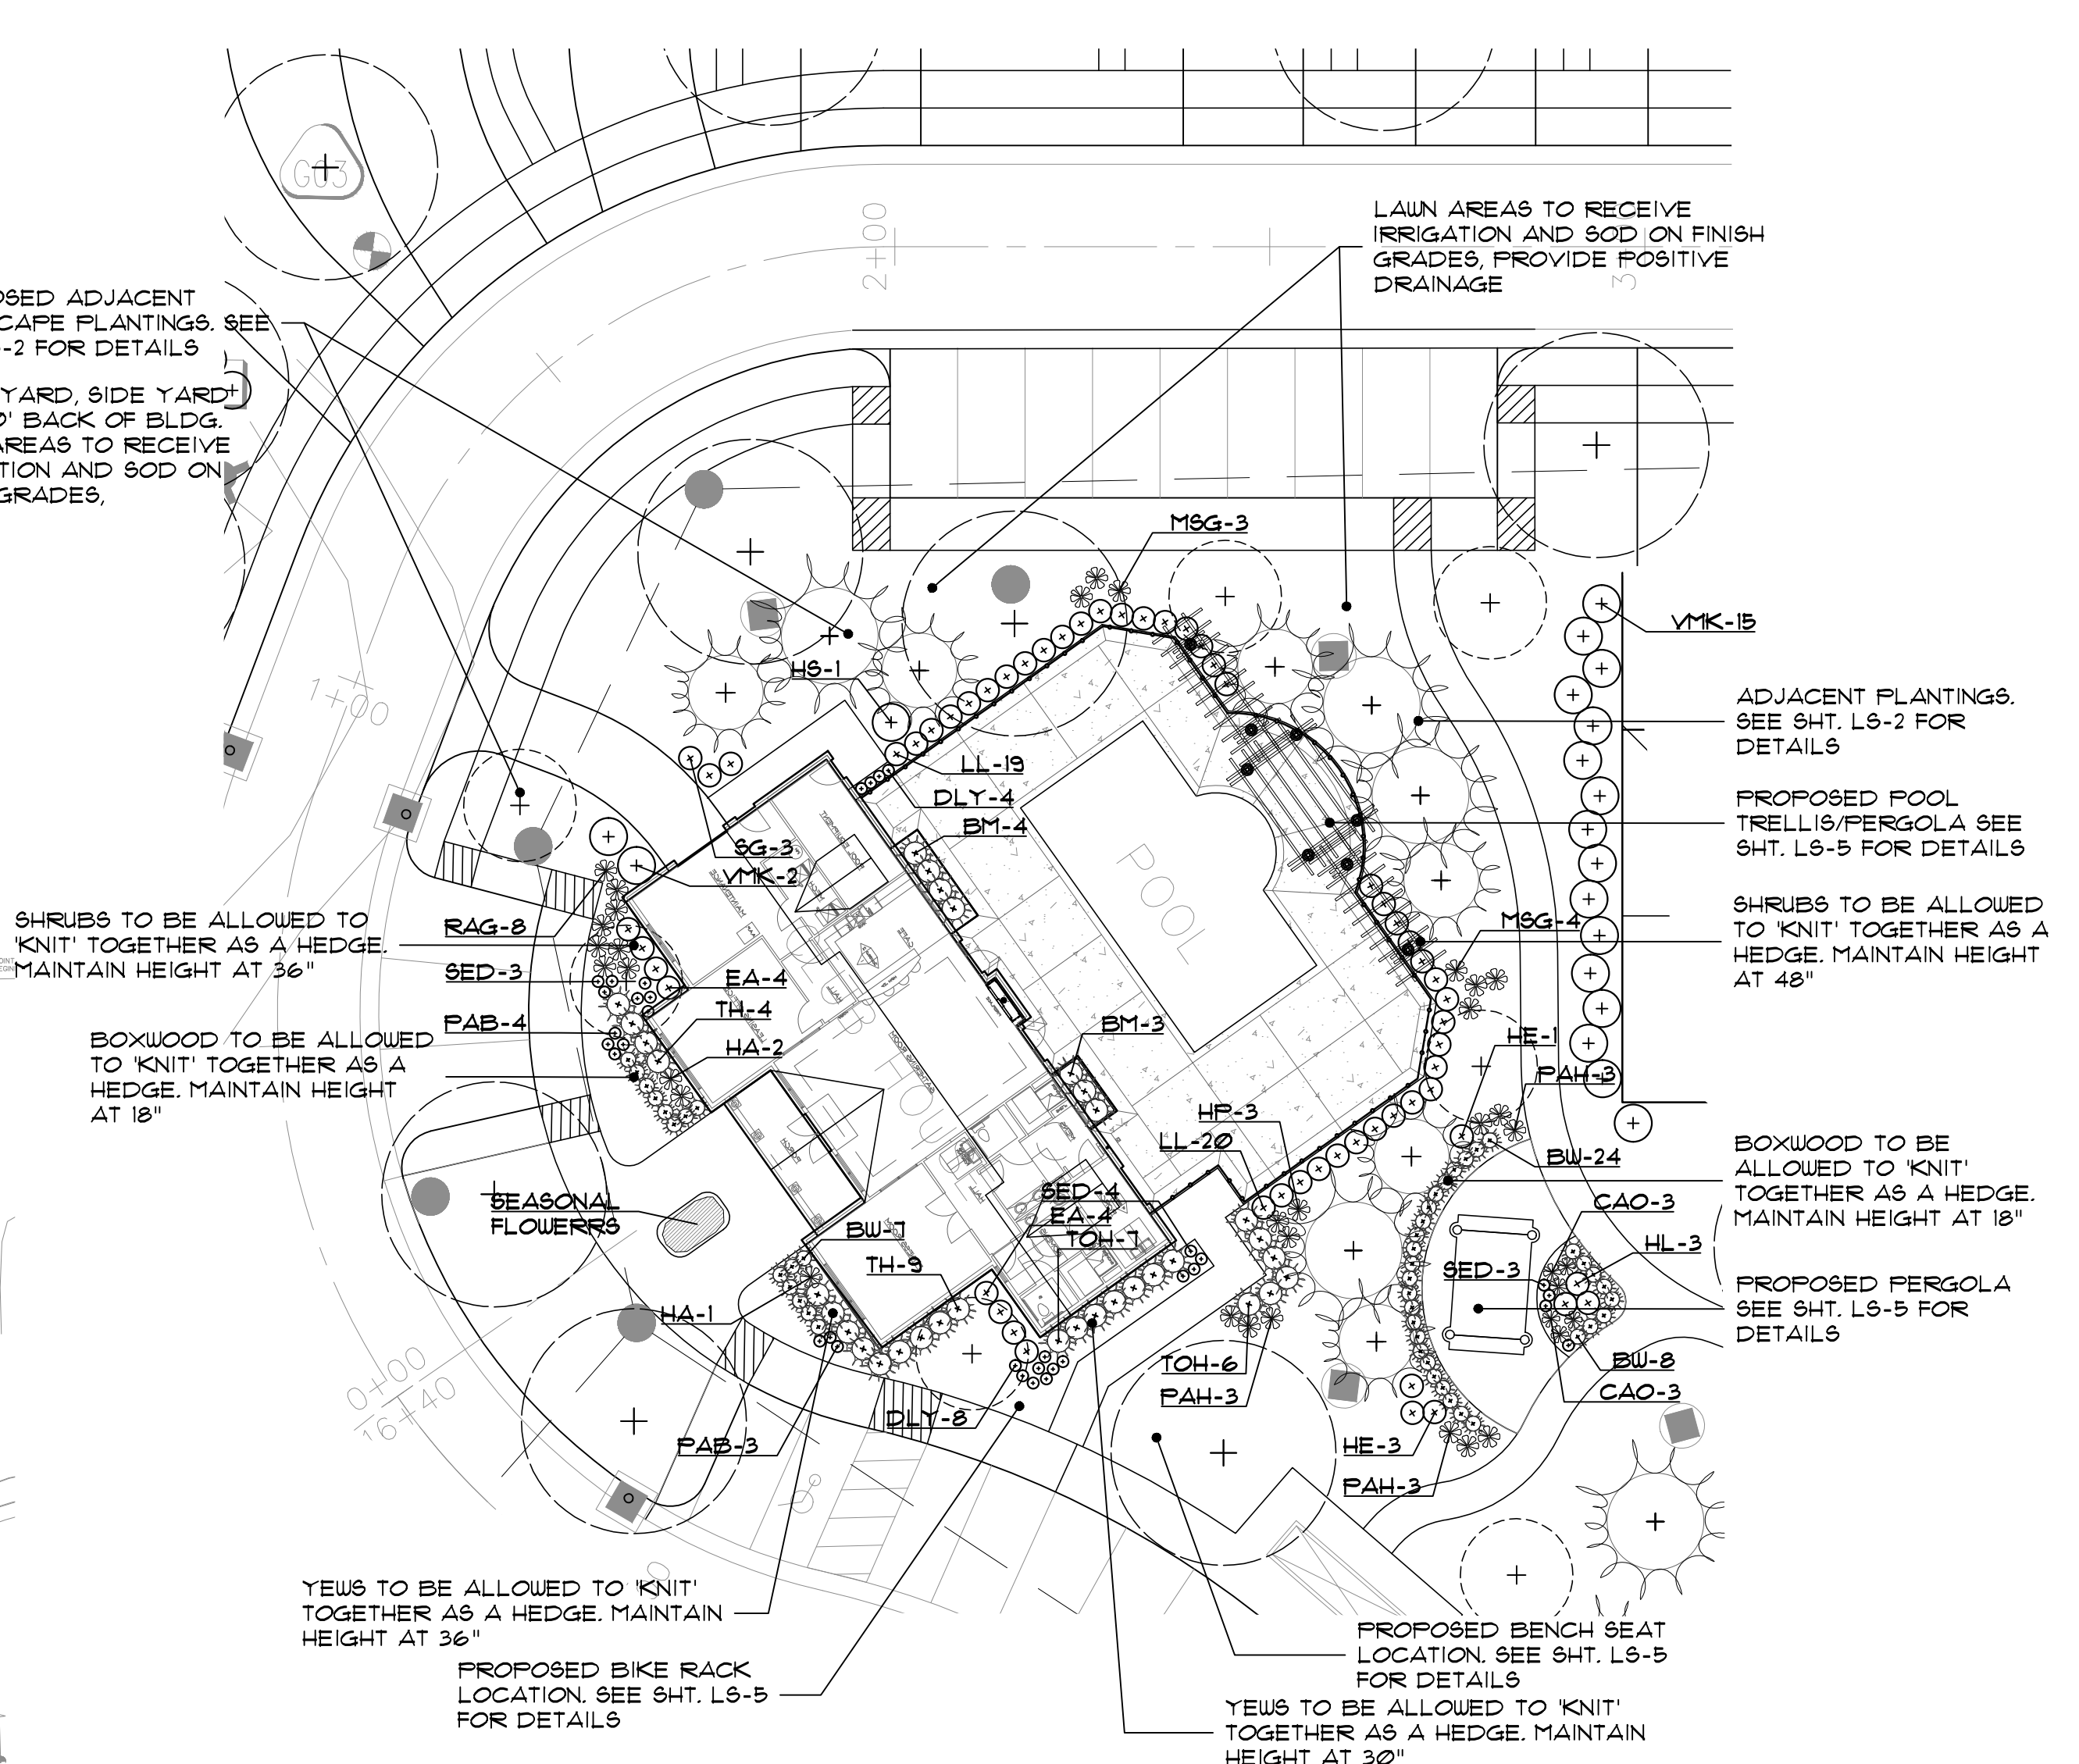 G03
2+00
3+
LAWN AREAS TO RECEIVE
IRRIGATION AND SOD ON FINISH
GRADES, PROVIDE POSITIVE
DRAINAGE
OSED ADJACENT
CAPE PLANTINGS. SEE
-2 FOR DETAILS
YARD, SIDE YARD
0' BACK OF BLDG.
AREAS TO RECEIVE
TION AND SOD ON
GRADES,
MSG-3
VMK-15
HS-1
1+00
ADJACENT PLANTINGS.
SEE SHT. LS-2 FOR
DETAILS
LL-19
DLY-4
BM-4
PROPOSED POOL
TRELLIS/PERGOLA SEE
SHT. LS-5 FOR DETAILS
SG-3
VMK-2
POOL
SHRUBS TO BE ALLOWED TO
'KNIT' TOGETHER AS A HEDGE.
MAINTAIN HEIGHT AT 36"
RAG-8
MSG-4
SHRUBS TO BE ALLOWED
TO 'KNIT' TOGETHER AS A
HEDGE. MAINTAIN HEIGHT
AT 48"
SED-3
EA-4
TH-4
PAB-4
HA-2
BM-3
HE-1
PAH-3
BOXWOOD TO BE ALLOWED
TO 'KNIT' TOGETHER AS A
HEDGE. MAINTAIN HEIGHT
AT 18"
HP-3
LL-20
BW-24
BOXWOOD TO BE
ALLOWED TO 'KNIT'
TOGETHER AS A HEDGE.
MAINTAIN HEIGHT AT 18"
SEASONAL
FLOWERRS
SED-4
EA-4
TOH-7
CAO-3
HL-3
BW-7
TH-9
SED-3
PROPOSED PERGOLA
SEE SHT. LS-5 FOR
DETAILS
HA-1
TOH-6
PAH-3
BW-8
CAO-3
0+00
16+40
DLY-8
PAB-3
HE-3
PAH-3
YEWS TO BE ALLOWED TO 'KNIT'
TOGETHER AS A HEDGE. MAINTAIN
HEIGHT AT 36"
PROPOSED BIKE RACK
LOCATION. SEE SHT. LS-5
FOR DETAILS
PROPOSED BENCH SEAT
LOCATION. SEE SHT. LS-5
FOR DETAILS
YEWS TO BE ALLOWED TO 'KNIT'
TOGETHER AS A HEDGE. MAINTAIN
HEIGHT AT 30"